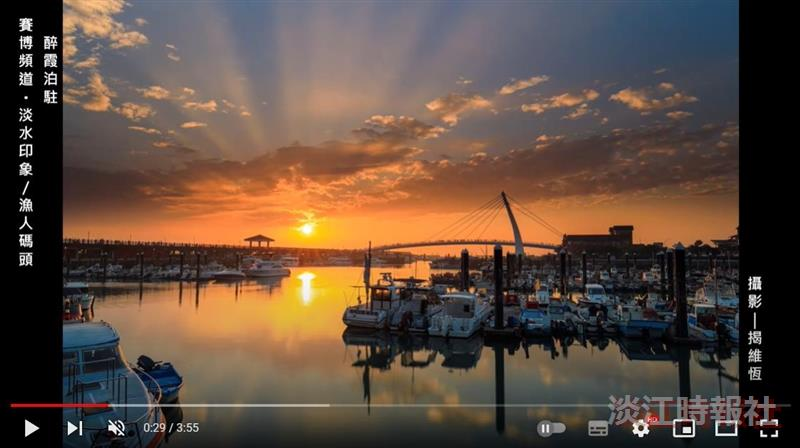 醉霞泊駐
賽博頻道・淡水印象/漁人碼頭
攝影—揭維恆
0:29 / 3:55
HD
淡江時報